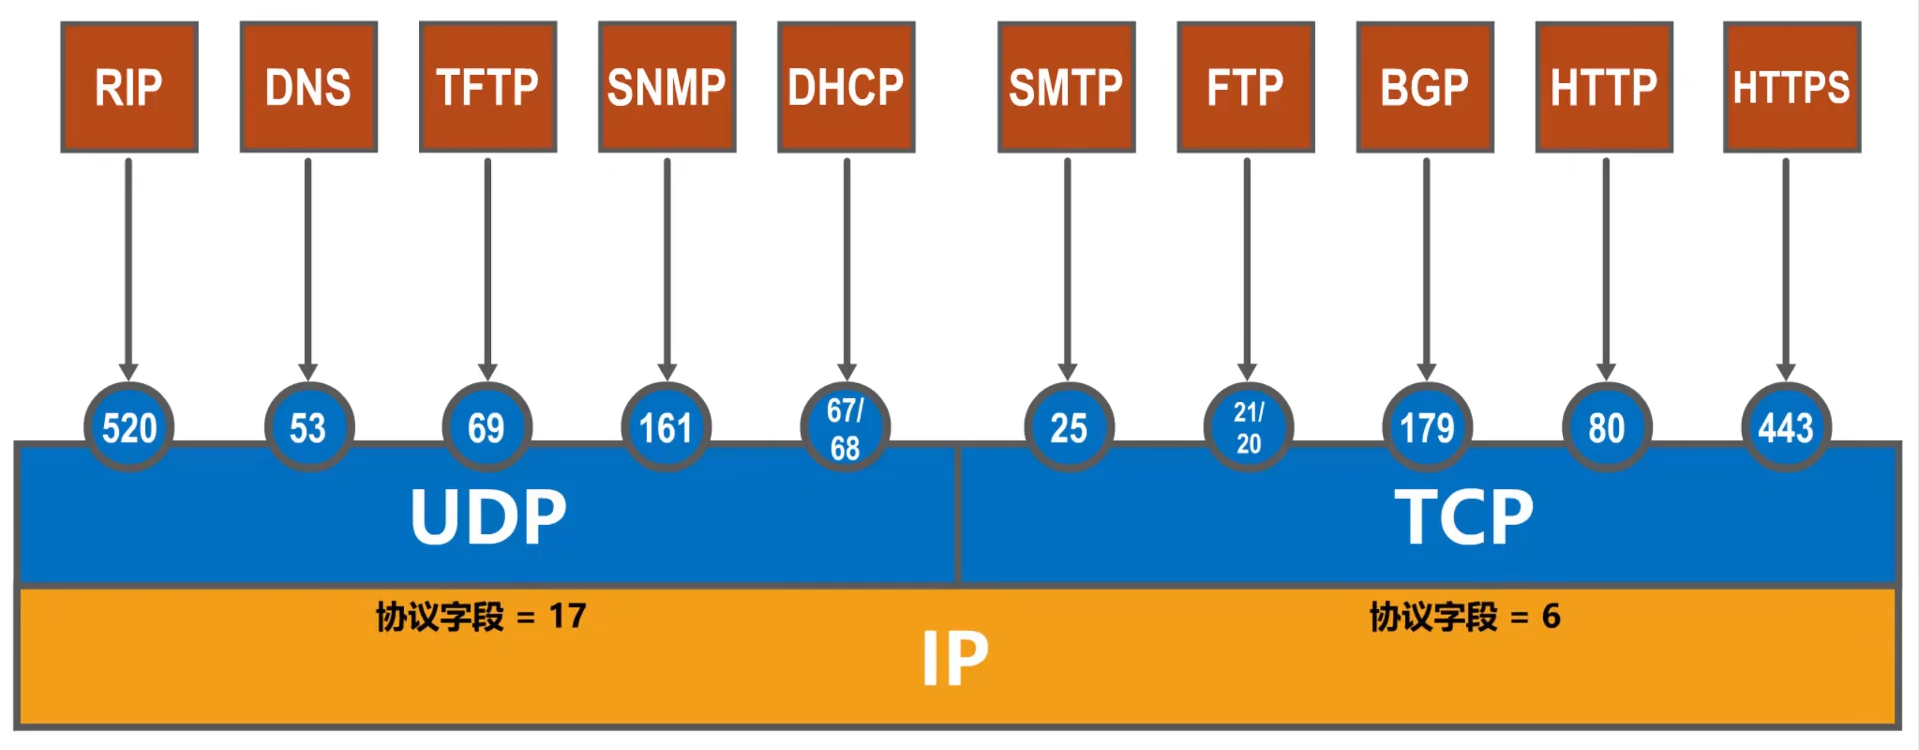 RIP DNS TFTP SNMP DHCP SMTP FTP BGP HTTP HTTPS
520 53 69 161 67/ 25 21/ 179 80 443
68 20
UDP TCP
协议字段 = 17 协议字段 = 6
IP